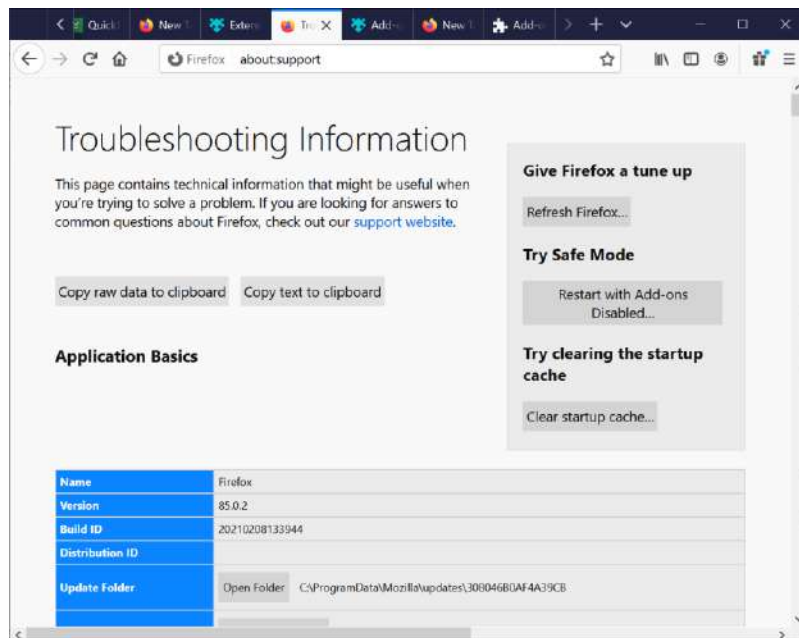 Quick
New T
Exten
Tro
Add-
New T
Add-o
Firefox about:support
Troubleshooting Information
This page contains technical information that might be useful when
you're trying to solve a problem. If you are looking for answers to
common questions about Firefox, check out our support website.
Copy raw data to clipboard Copy text to clipboard
Give Firefox a tune up
Refresh Firefox...
Try Safe Mode
Restart with Add-ons
Disabled...
Try clearing the startup
cache
Clear startup cache...
Application Basics
Name Firefox
Version 85.0.2
Build ID 20210208133944
Distribution ID
Update Folder Open Folder C:\ProgramData\Mozilla\updates\308046B0AF4A39CB